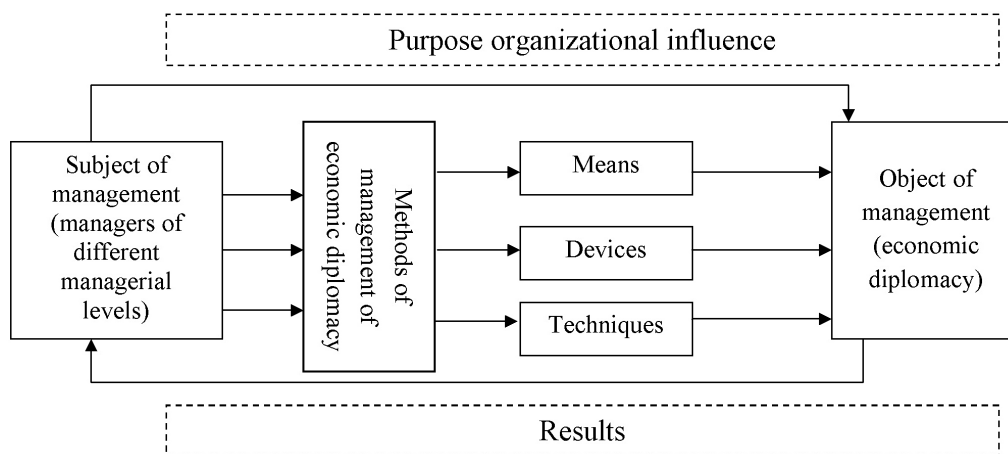 Purpose organizational influence
Subject of
management
(managers of
different
managerial
levels)
Methods of
management of
economic diplomacy
Means
Devices
Techniques
Object of
management
(economic
diplomacy)
Results